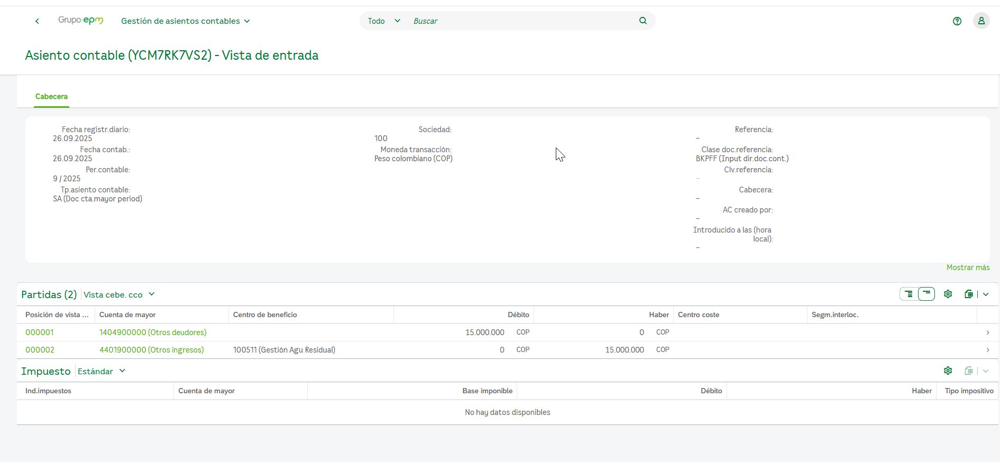 Grupo·epm Gestión de asientos contables Todo Buscar
Asiento contable (YCM7RK7VS2) - Vista de entrada
Cabecera
Fecha registr.diario:
26.09.2025
Fecha contab.:
26.09.2025
Per.contable:
9 / 2025
Tp.asiento contable:
SA (Doc cta.mayor period)
Sociedad:
100
Moneda transacción:
Peso colombiano (COP)
Referencia:
–
Clase doc.referencia:
BKPFF (Input dir.doc.cont.)
Clv.referencia:
–
Cabecera:
–
AC creado por:
–
Introducido a las (hora
local):
–
Mostrar más
Partidas (2) Vista cebe. cco
Posición de vista ... Cuenta de mayor Centro de beneficio Débito Haber Centro coste Segm.interloc.
000001 1404900000 (Otros deudores) 15.000.000 COP 0 COP
000002 4401900000 (Otros ingresos) 100511 (Gestión Agu Residual) 0 COP 15.000.000 COP
Impuesto Estándar
Ind.impuestos Cuenta de mayor Base imponible Débito Haber Tipo impositivo
No hay datos disponibles